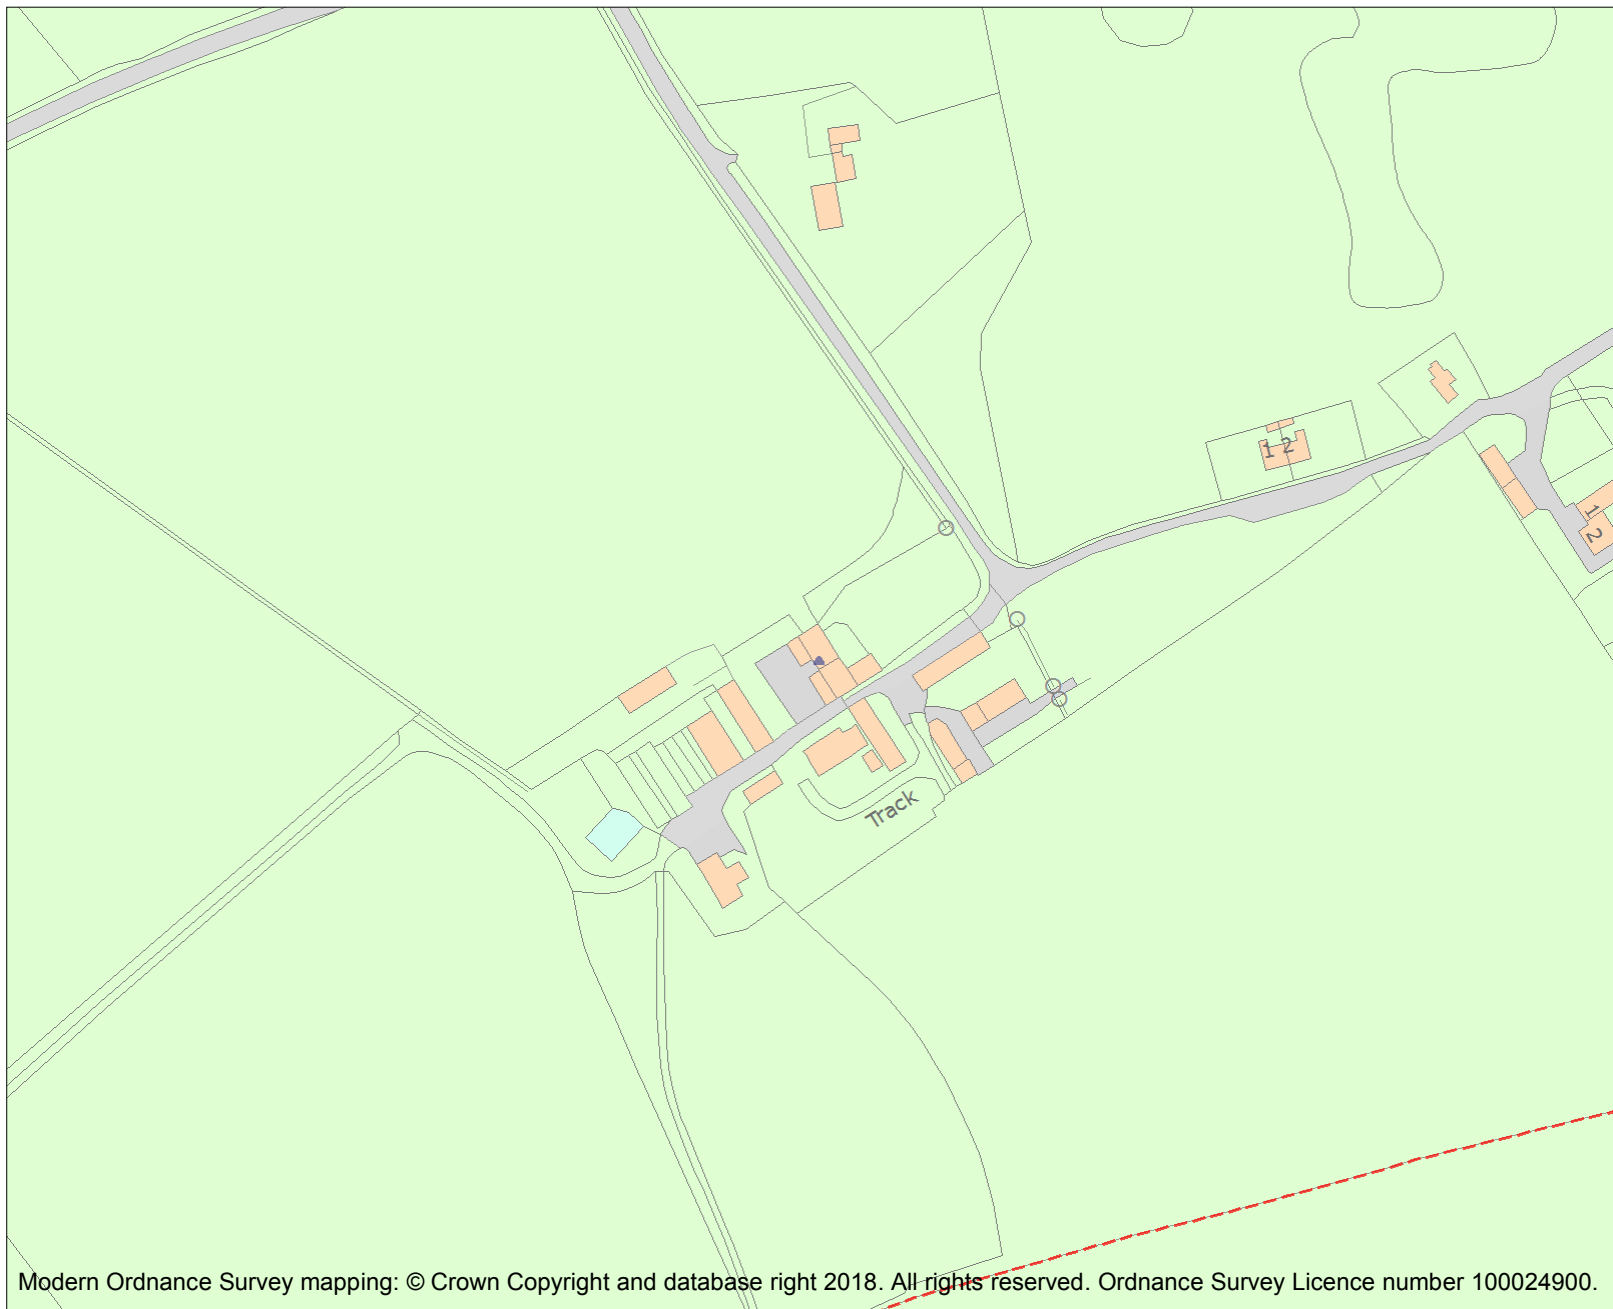 1 2
1
2
Track
Modern Ordnance Survey mapping: © Crown Copyright and database right 2018. All rights reserved. Ordnance Survey Licence number 100024900.